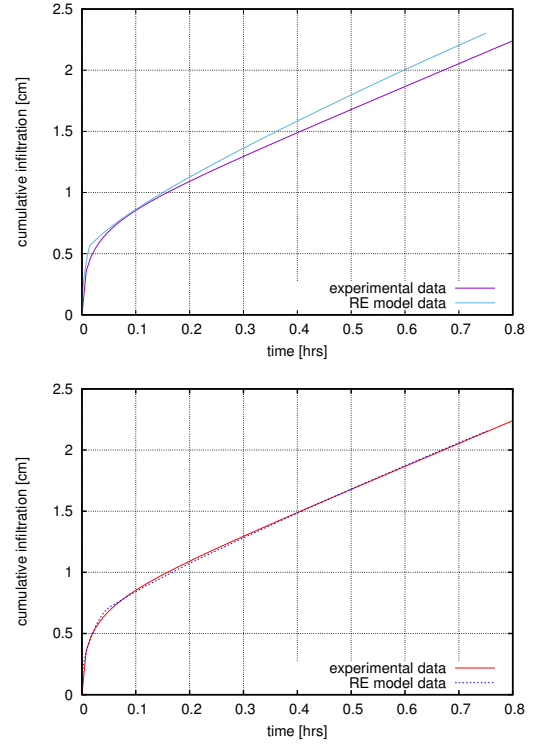 2.5
2
1.5
1
0.5
0
cumulative infiltration [cm]
experimental data
RE model data
0 0.1 0.2 0.3 0.4 0.5 0.6 0.7 0.8
time [hrs]
2.5
2
1.5
1
0.5
0
cumulative infiltration [cm]
experimental data
RE model data
0 0.1 0.2 0.3 0.4 0.5 0.6 0.7 0.8
time [hrs]